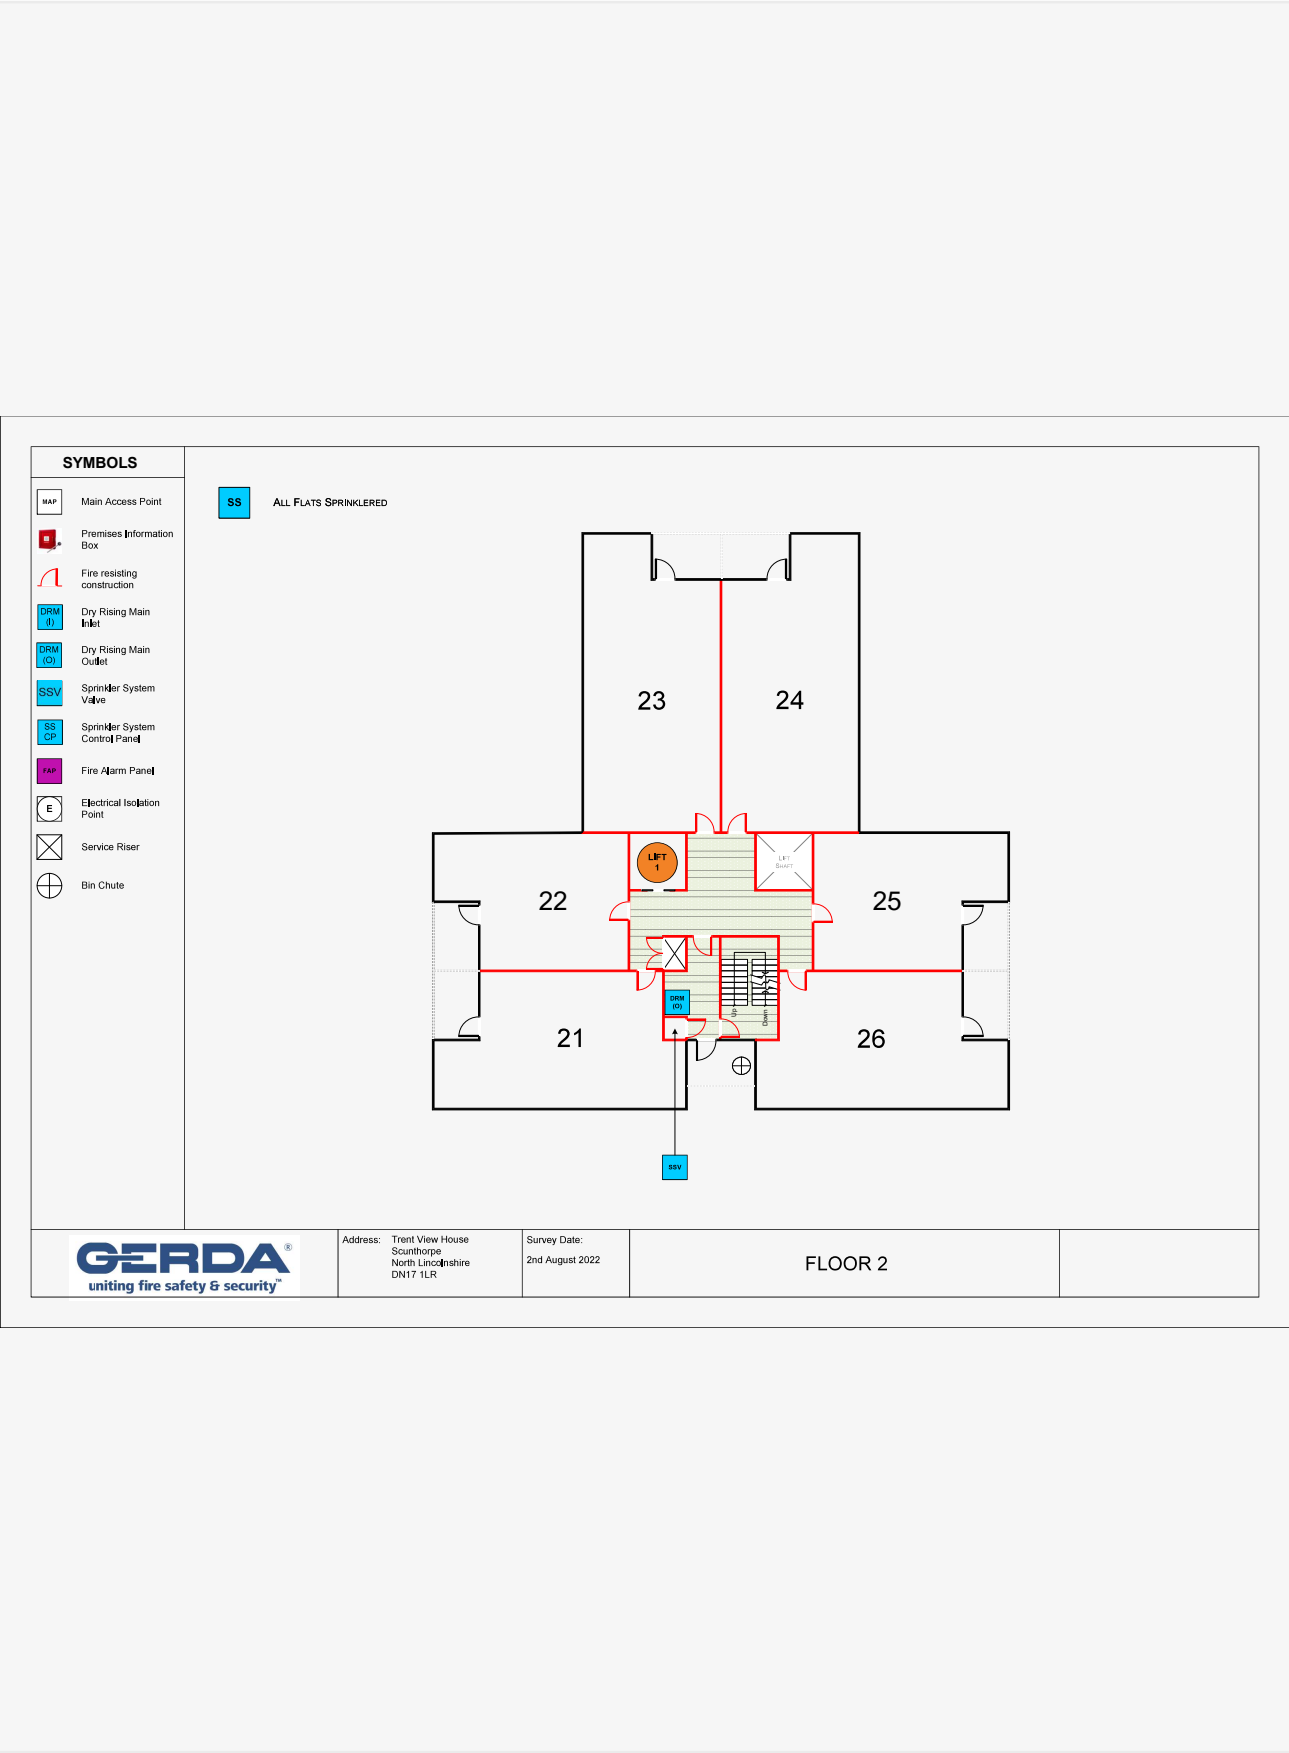 SYMBOLS
MAP
Main Access Point
Premises Information
Box
Fire resisting
construction
DRM
(I)
Dry Rising Main
Inlet
DRM
(O)
Dry Rising Main
Outlet
SSV
Sprinkler System
Valve
SS
CP
Sprinkler System
Control Panel
FAP
Fire Alarm Panel
E
Electrical Isolation
Point
Service Riser
Bin Chute
SS
ALL FLATS SPRINKLERED
23
24
LIFT
1
LIFT
SHAFT
22
25
DRM
(O)
Up
Down
21
26
SSV
GERDA®
uniting fire safety & security™
Address:
Trent View House
Scunthorpe
North Lincolnshire
DN17 1LR
Survey Date:
2nd August 2022
FLOOR 2